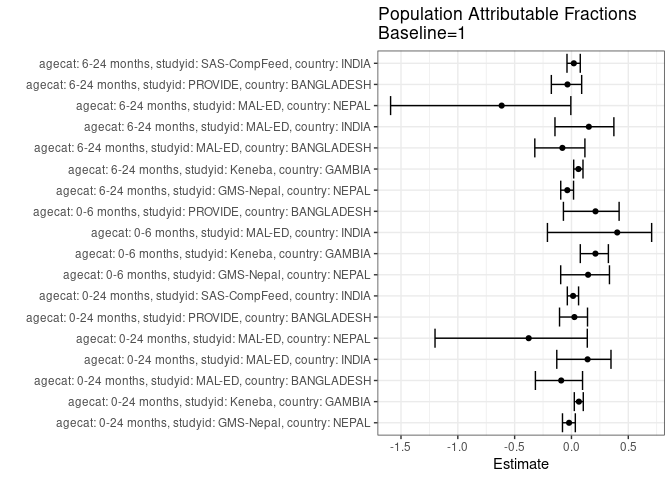 Population Attributable Fractions
Baseline=1
agecat: 6-24 months, studyid: SAS-CompFeed, country: INDIA
agecat: 6-24 months, studyid: PROVIDE, country: BANGLADESH
agecat: 6-24 months, studyid: MAL-ED, country: NEPAL
agecat: 6-24 months, studyid: MAL-ED, country: INDIA
agecat: 6-24 months, studyid: MAL-ED, country: BANGLADESH
agecat: 6-24 months, studyid: Keneba, country: GAMBIA
agecat: 6-24 months, studyid: GMS-Nepal, country: NEPAL
agecat: 0-6 months, studyid: PROVIDE, country: BANGLADESH
agecat: 0-6 months, studyid: MAL-ED, country: INDIA
agecat: 0-6 months, studyid: Keneba, country: GAMBIA
agecat: 0-6 months, studyid: GMS-Nepal, country: NEPAL
agecat: 0-24 months, studyid: SAS-CompFeed, country: INDIA
agecat: 0-24 months, studyid: PROVIDE, country: BANGLADESH
agecat: 0-24 months, studyid: MAL-ED, country: NEPAL
agecat: 0-24 months, studyid: MAL-ED, country: INDIA
agecat: 0-24 months, studyid: MAL-ED, country: BANGLADESH
agecat: 0-24 months, studyid: Keneba, country: GAMBIA
agecat: 0-24 months, studyid: GMS-Nepal, country: NEPAL
-1.5 -1.0 -0.5 0.0 0.5
Estimate